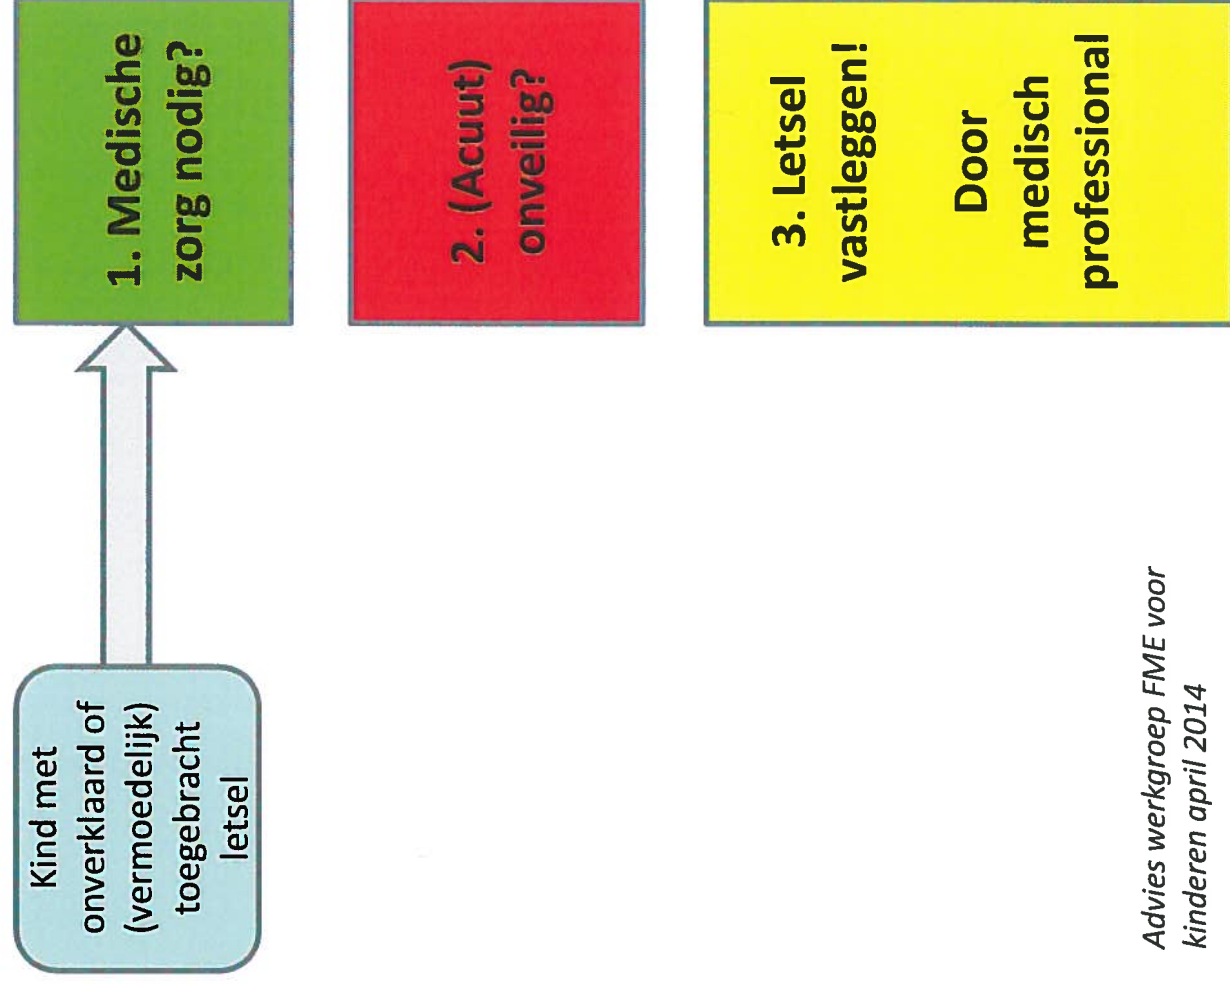 Kind met
onverklaard of
(vermoedelijk)
toegebracht
letsel
1. Medische
zorg nodig?
2. (Acuut)
onveilig?
3. Letsel
vastleggen!
Door
medisch
professional
Advies werkgroep FME voor
kinderen april 2014